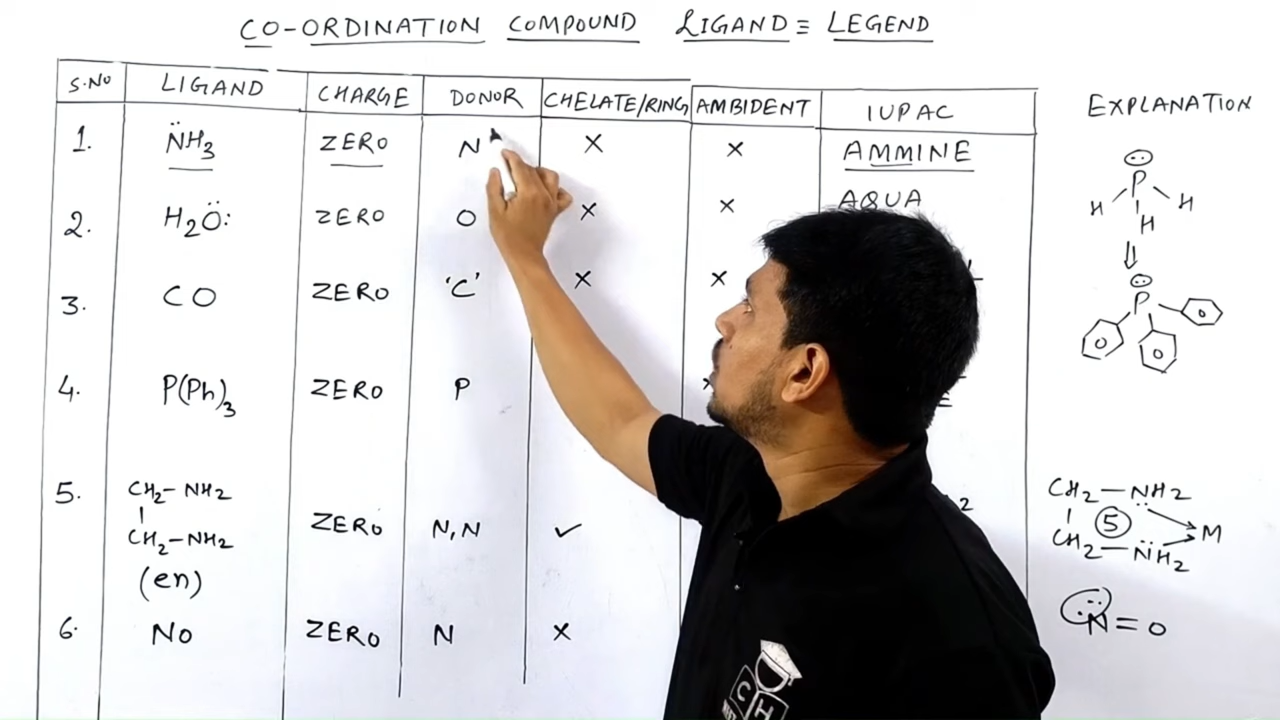 CO-ORDINATION COMPOUND LIGAND ≡ LEGEND
S.NO LIGAND CHARGE DONOR CHELATE/RING AMBIDENT IUPAC EXPLANATION
1. N̈H3 ZERO N × × AMMINE
2. H2Ö: ZERO O × × AQUA
3. CO ZERO 'C' × ×
4. P(Ph)3 ZERO P
5. CH2-NH2
CH2-NH2 ZERO N,N ✓
(en)
6. No ZERO N ×
P
H H H
⇓
P
CH2-NH2
5 M
CH2-NH2
N=O
2
C H